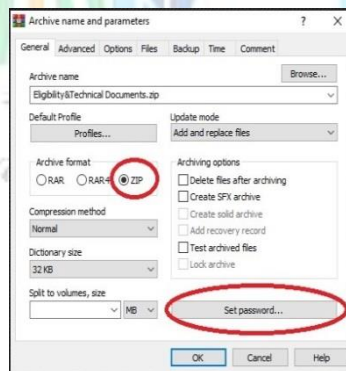 Archive name and parameters
? X
General Advanced Options Files Backup Time Comment
Archive name
Browse...
Eligibility&Technical Documents.zip
Default Profile
Profiles...
Update mode
Add and replace files
Archive format
RAR RAR4 ZIP
Compression method
Normal
Dictionary size
32 KB
Split to volumes, size
MB
Archiving options
Delete files after archiving
Create SFX archive
Create solid archive
Add recovery record
Test archived files
Lock archive
Set password...
OK Cancel Help